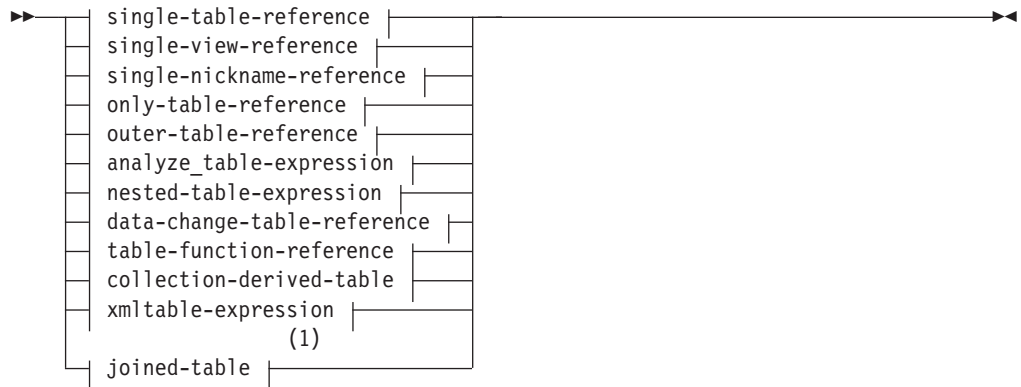 single-table-reference
single-view-reference
single-nickname-reference
only-table-reference
outer-table-reference
analyze_table-expression
nested-table-expression
data-change-table-reference
table-function-reference
collection-derived-table
xmltable-expression
(1)
joined-table